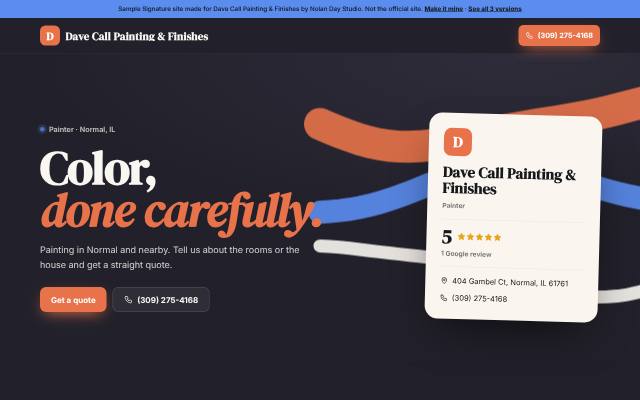 Sample Signature site made for Dave Call Painting & Finishes by Nolan Day Studio. Not the official site. Make it mine · See all 3 versions
D Dave Call Painting & Finishes
(309) 275-4168
Painter · Normal, IL
Color,
done carefully.
Painting in Normal and nearby. Tell us about the rooms or the
house and get a straight quote.
Get a quote
(309) 275-4168
D
Dave Call Painting &
Finishes
Painter
5
1 Google review
404 Gambel Ct, Normal, IL 61761
(309) 275-4168